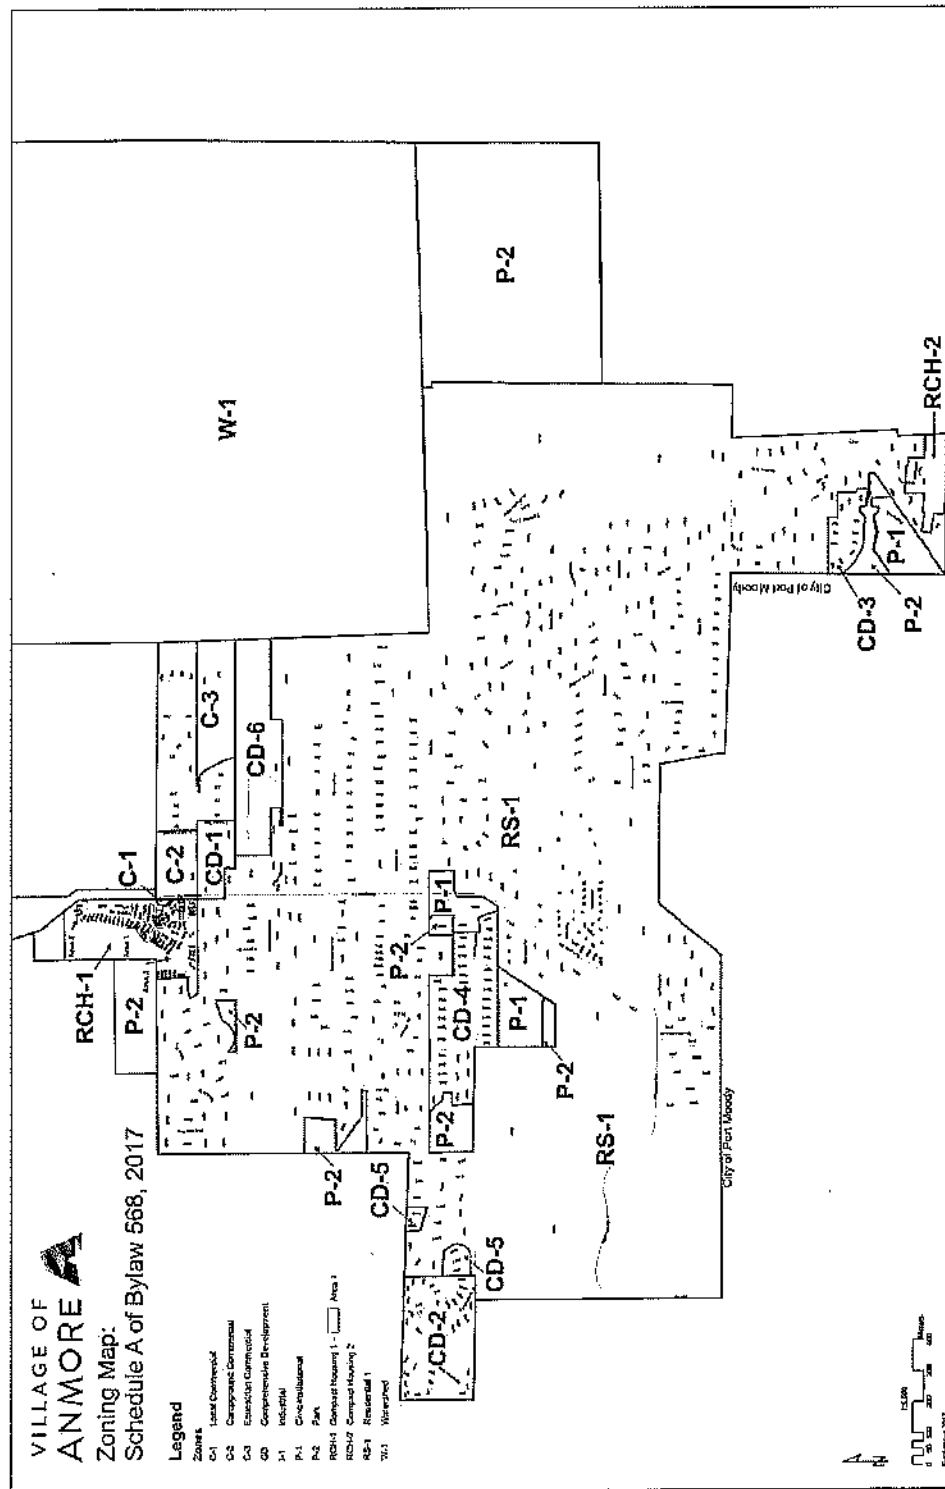 VILLAGE OF
ANMORE
Zoning Map:
Schedule A of Bylaw 568, 2017
Legend
Zones
C-1 Local Commercial
C-2 Campground Commercial
C-3 Equestrian Commercial
CD Comprehensive Development
I-1 Industrial
P-1 Civic-Institutional
P-2 Park
RCH-1 Compact Housing 1 - Area 1
RCH-2 Compact Housing 2
RS-1 Residential 1
W-1 Watershed
RCH-1
C-1
P-2
C-2
CD-1
C-3
CD-6
W-1
P-2
P-2
P-2
CD-5
P-2
P-2
P-1
CD-4
P-2
CD-2
CD-5
P-1
P-2
RS-1
RS-1
City of Port Moody
City of Port Moody
CD-3
P-2
P-1
RCH-2
Metres